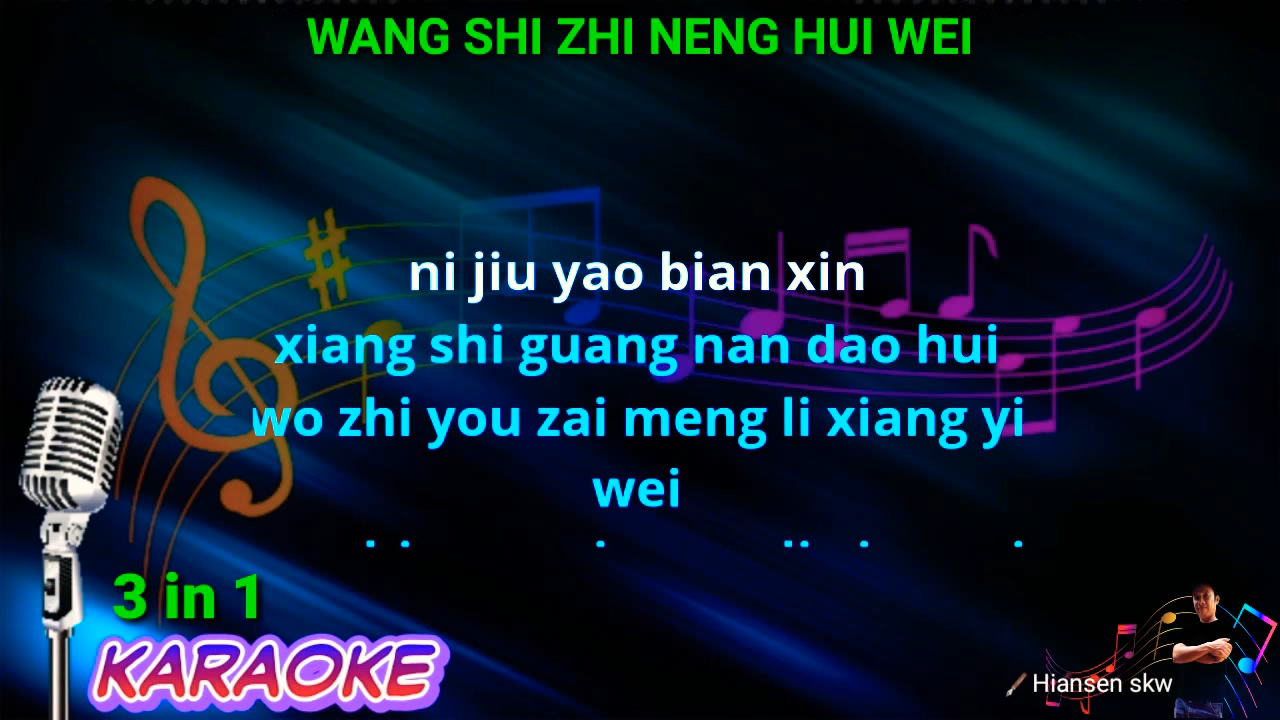 WANG SHI ZHI NENG HUI WEI
ni jiu yao bian xin
xiang shi guang nan dao hui
wo zhi you zai meng li xiang yi
wei
3 in 1
KARAOKE
Hiansen skw